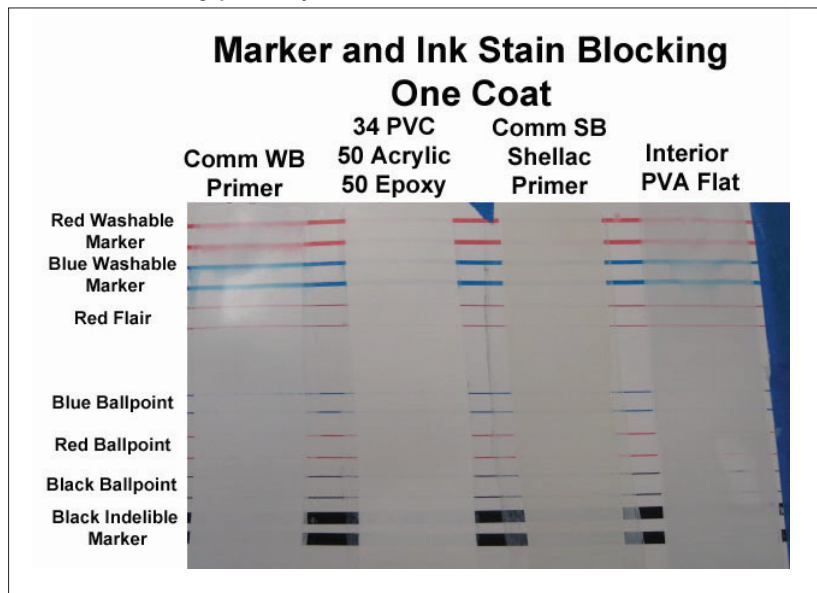 Marker and Ink Stain Blocking
One Coat
Comm WB
Primer
34 PVC
50 Acrylic
50 Epoxy
Comm SB
Shellac
Primer
Interior
PVA Flat
Red Washable
Marker
Blue Washable
Marker
Red Flair
Blue Ballpoint
Red Ballpoint
Black Ballpoint
Black Indelible
Marker